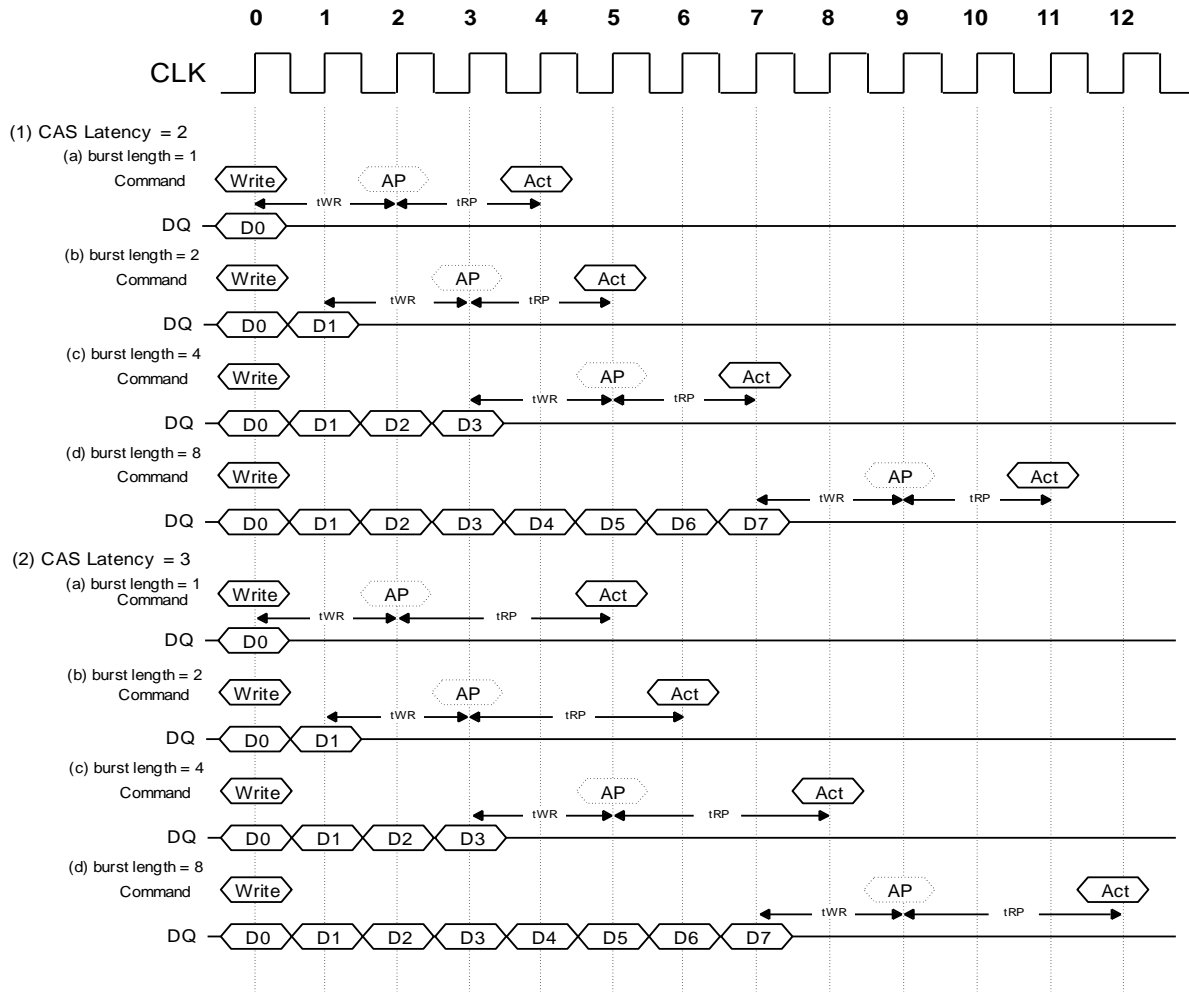 0 1 2 3 4 5 6 7 8 9 10 11 12
CLK
(1) CAS Latency = 2
(a) burst length = 1
Command Write AP Act
tWR tRP
DQ D0
(b) burst length = 2
Command Write AP Act
tWR tRP
DQ D0 D1
(c) burst length = 4
Command Write AP Act
tWR tRP
DQ D0 D1 D2 D3
(d) burst length = 8
Command Write AP Act
tWR tRP
DQ D0 D1 D2 D3 D4 D5 D6 D7
(2) CAS Latency = 3
(a) burst length = 1
Command Write AP Act
tWR tRP
DQ D0
(b) burst length = 2
Command Write AP Act
tWR tRP
DQ D0 D1
(c) burst length = 4
Command Write AP Act
tWR tRP
DQ D0 D1 D2 D3
(d) burst length = 8
Command Write AP Act
tWR tRP
DQ D0 D1 D2 D3 D4 D5 D6 D7